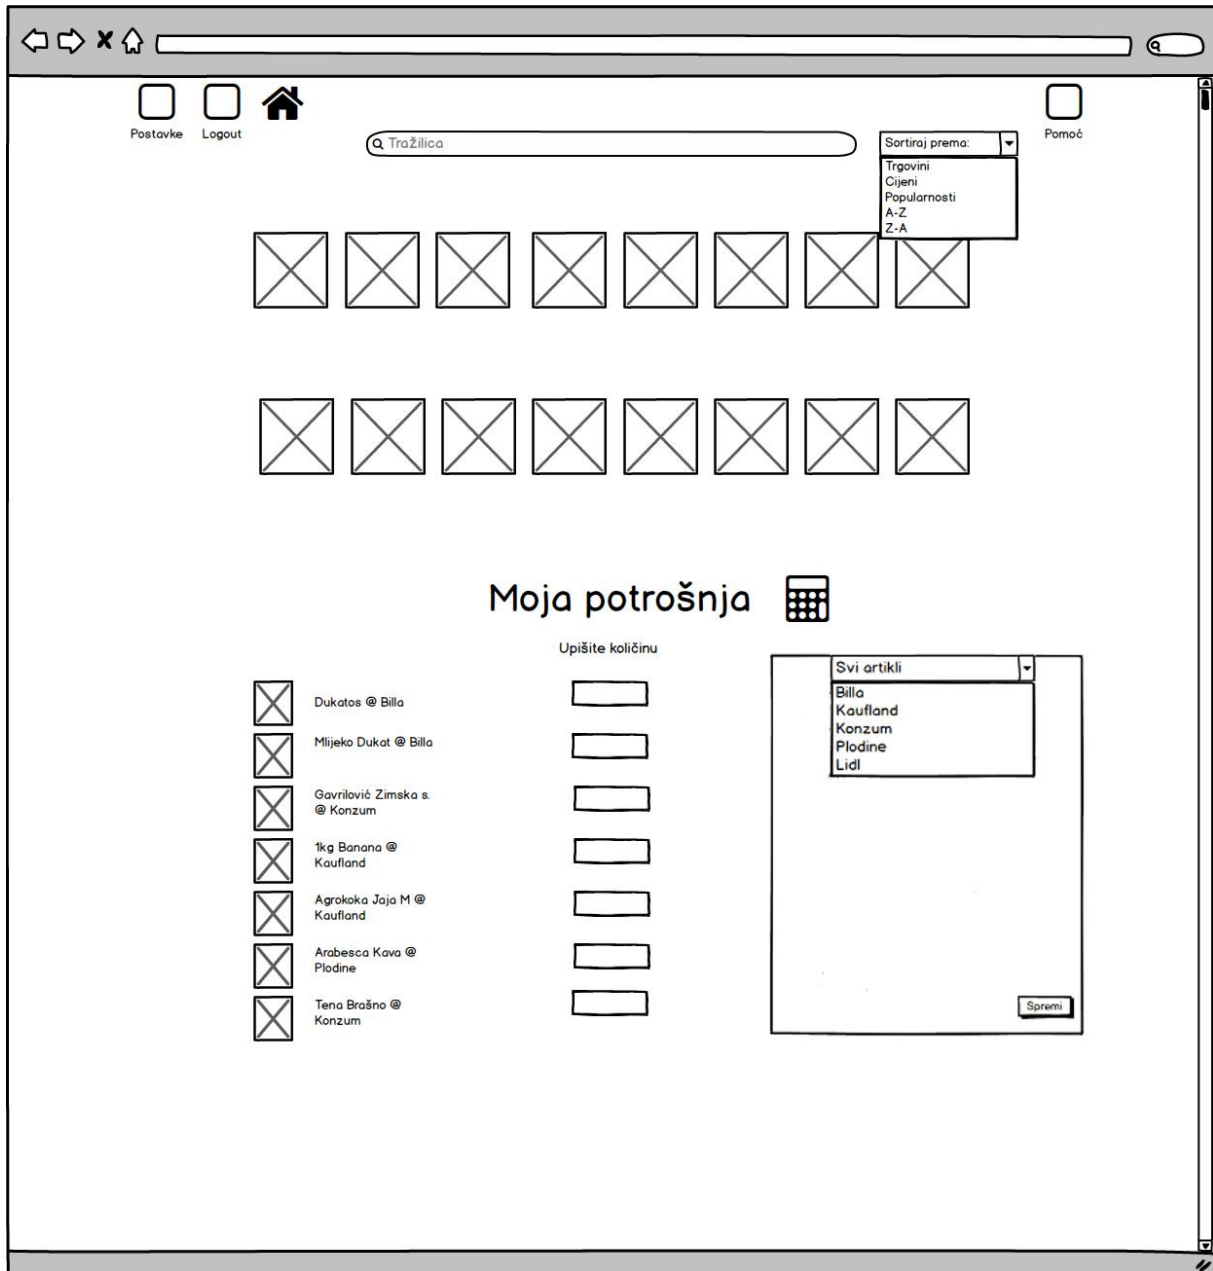 Postavke
Logout
Pomoć
Tražilica
Sortiraj prema:
Trgovini
Cijeni
Popularnosti
A-Z
Z-A
Moja potrošnja
Upišite količinu
Dukatos @ Billa
Mlijeko Dukat @ Billa
Gavrilović Zimska s.
@ Konzum
1kg Banana @
Kaufland
Agrokoka Jaja M @
Kaufland
Arabesca Kava @
Plodine
Tena Brašno @
Konzum
Svi artikli
Billa
Kaufland
Konzum
Plodine
Lidl
Spremi